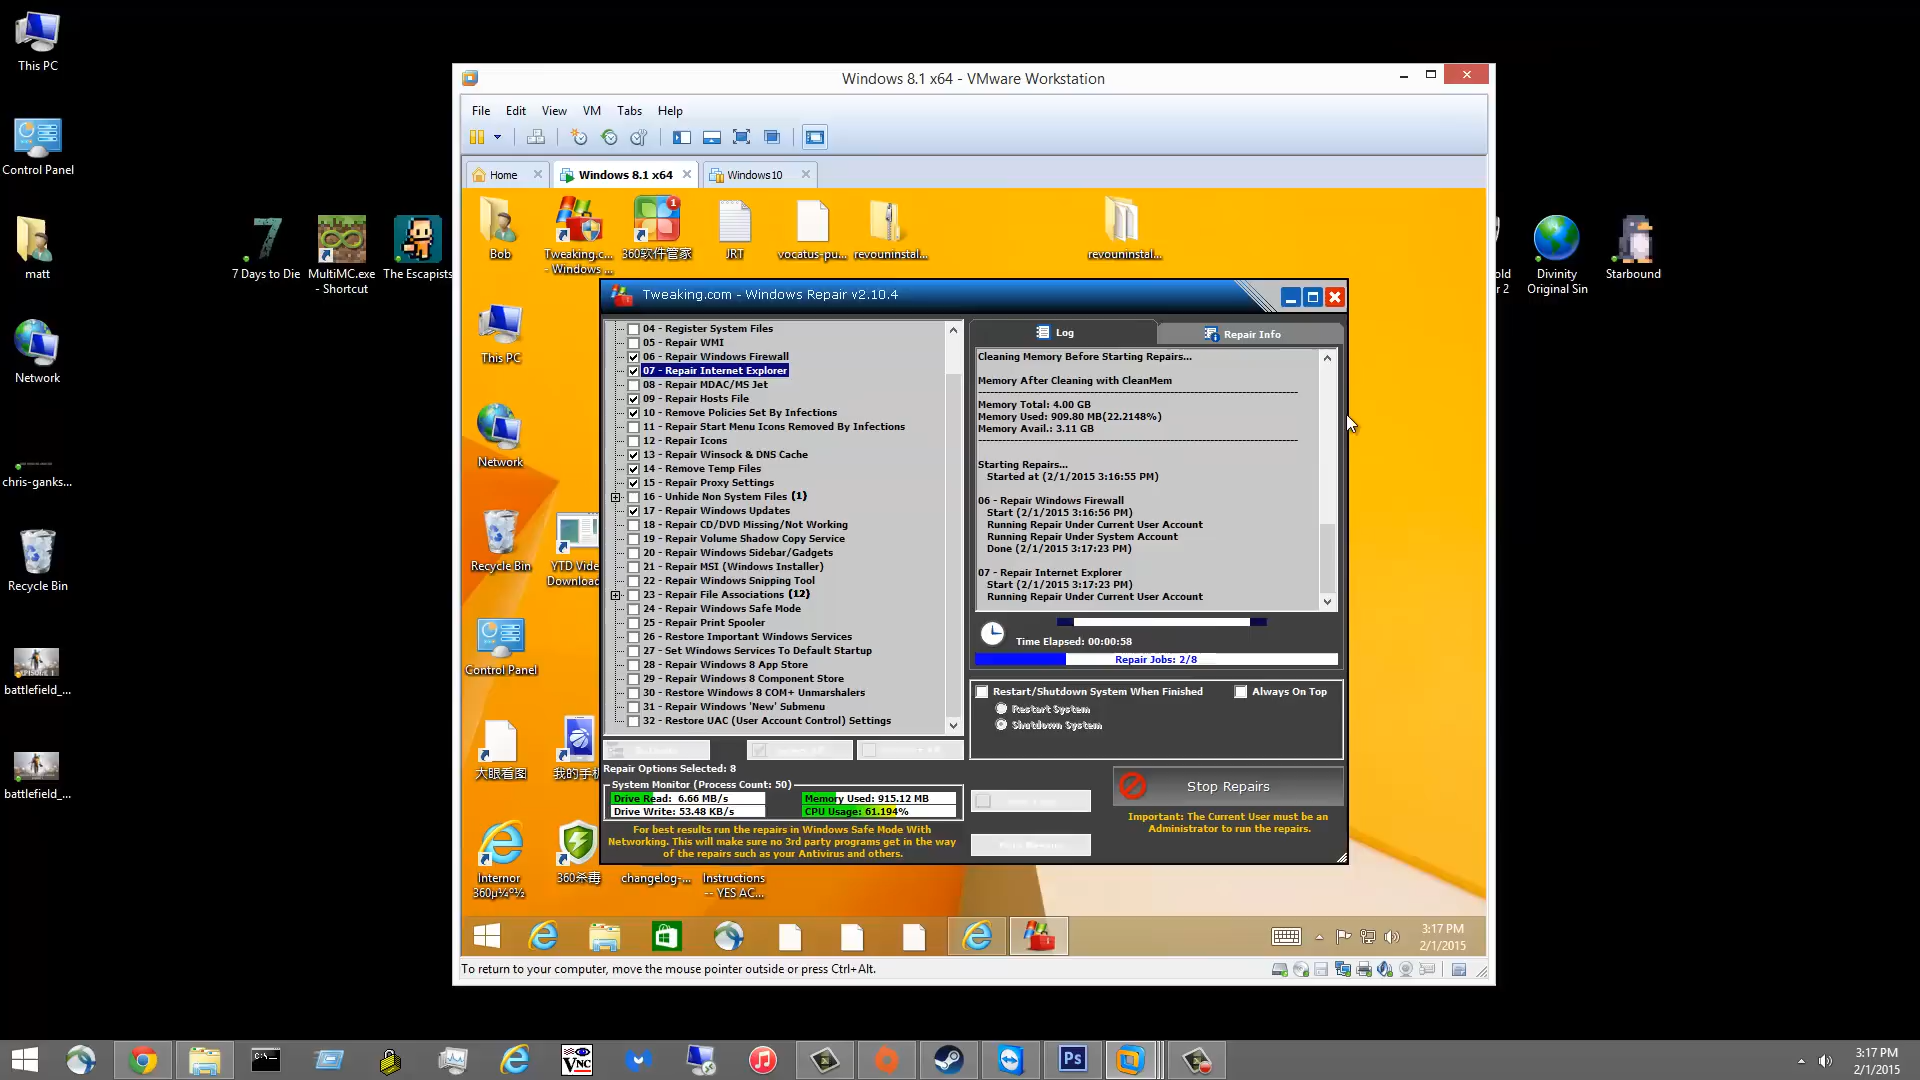 This PC
Control Panel
matt
Network
chris-ganks...
Recycle Bin
battlefield_...
battlefield_...
7 Days to Die
MultiMC.exe
- Shortcut
The Escapists
Divinity
Original Sin
Starbound
Windows 8.1 x64 - VMware Workstation
File Edit View VM Tabs Help
Home
Windows 8.1 x64
Windows10
Bob
Tweaking.c...
- Windows ...
360软件管家
JRT
vocatus-pu...
revouninstal...
revouninstal...
This PC
Network
Recycle Bin
YTD Vide
Downloa
Control Panel
大眼看图
我的手机
Internor
360杀毒
changelog-...
Instructions
-- YES AC...
Tweaking.com - Windows Repair v2.10.4
04 - Register System Files
05 - Repair WMI
06 - Repair Windows Firewall
07 - Repair Internet Explorer
08 - Repair MDAC/MS Jet
09 - Repair Hosts File
10 - Remove Policies Set By Infections
11 - Repair Start Menu Icons Removed By Infections
12 - Repair Icons
13 - Repair Winsock & DNS Cache
14 - Remove Temp Files
15 - Repair Proxy Settings
16 - Unhide Non System Files (1)
17 - Repair Windows Updates
18 - Repair CD/DVD Missing/Not Working
19 - Repair Volume Shadow Copy Service
20 - Repair Windows Sidebar/Gadgets
21 - Repair MSI (Windows Installer)
22 - Repair Windows Snipping Tool
23 - Repair File Associations (12)
24 - Repair Windows Safe Mode
25 - Repair Print Spooler
26 - Restore Important Windows Services
27 - Set Windows Services To Default Startup
28 - Repair Windows 8 App Store
29 - Repair Windows 8 Component Store
30 - Restore Windows 8 COM+ Unmarshalers
31 - Repair Windows 'New' Submenu
32 - Restore UAC (User Account Control) Settings
Repair Options Selected: 8
System Monitor (Process Count: 50)
Drive Read: 6.66 MB/s
Memory Used: 915.12 MB
Drive Write: 53.48 KB/s
CPU Usage: 61.194%
For best results run the repairs in Windows Safe Mode With
Networking. This will make sure no 3rd party programs get in the way
of the repairs such as your Antivirus and others.
Log
Repair Info
Cleaning Memory Before Starting Repairs...
Memory After Cleaning with CleanMem
Memory Total: 4.00 GB
Memory Used: 909.80 MB(22.2148%)
Memory Avail.: 3.11 GB
Starting Repairs...
Started at (2/1/2015 3:16:55 PM)
06 - Repair Windows Firewall
Start (2/1/2015 3:16:56 PM)
Running Repair Under Current User Account
Running Repair Under System Account
Done (2/1/2015 3:17:23 PM)
07 - Repair Internet Explorer
Start (2/1/2015 3:17:23 PM)
Running Repair Under Current User Account
Time Elapsed: 00:00:58
Repair Jobs: 2/8
Restart/Shutdown System When Finished
Always On Top
Restart System
Shutdown System
Stop Repairs
Important: The Current User must be an
Administrator to run the repairs.
3:17 PM
2/1/2015
To return to your computer, move the mouse pointer outside or press Ctrl+Alt.
VNC
Ps
3:17 PM
2/1/2015